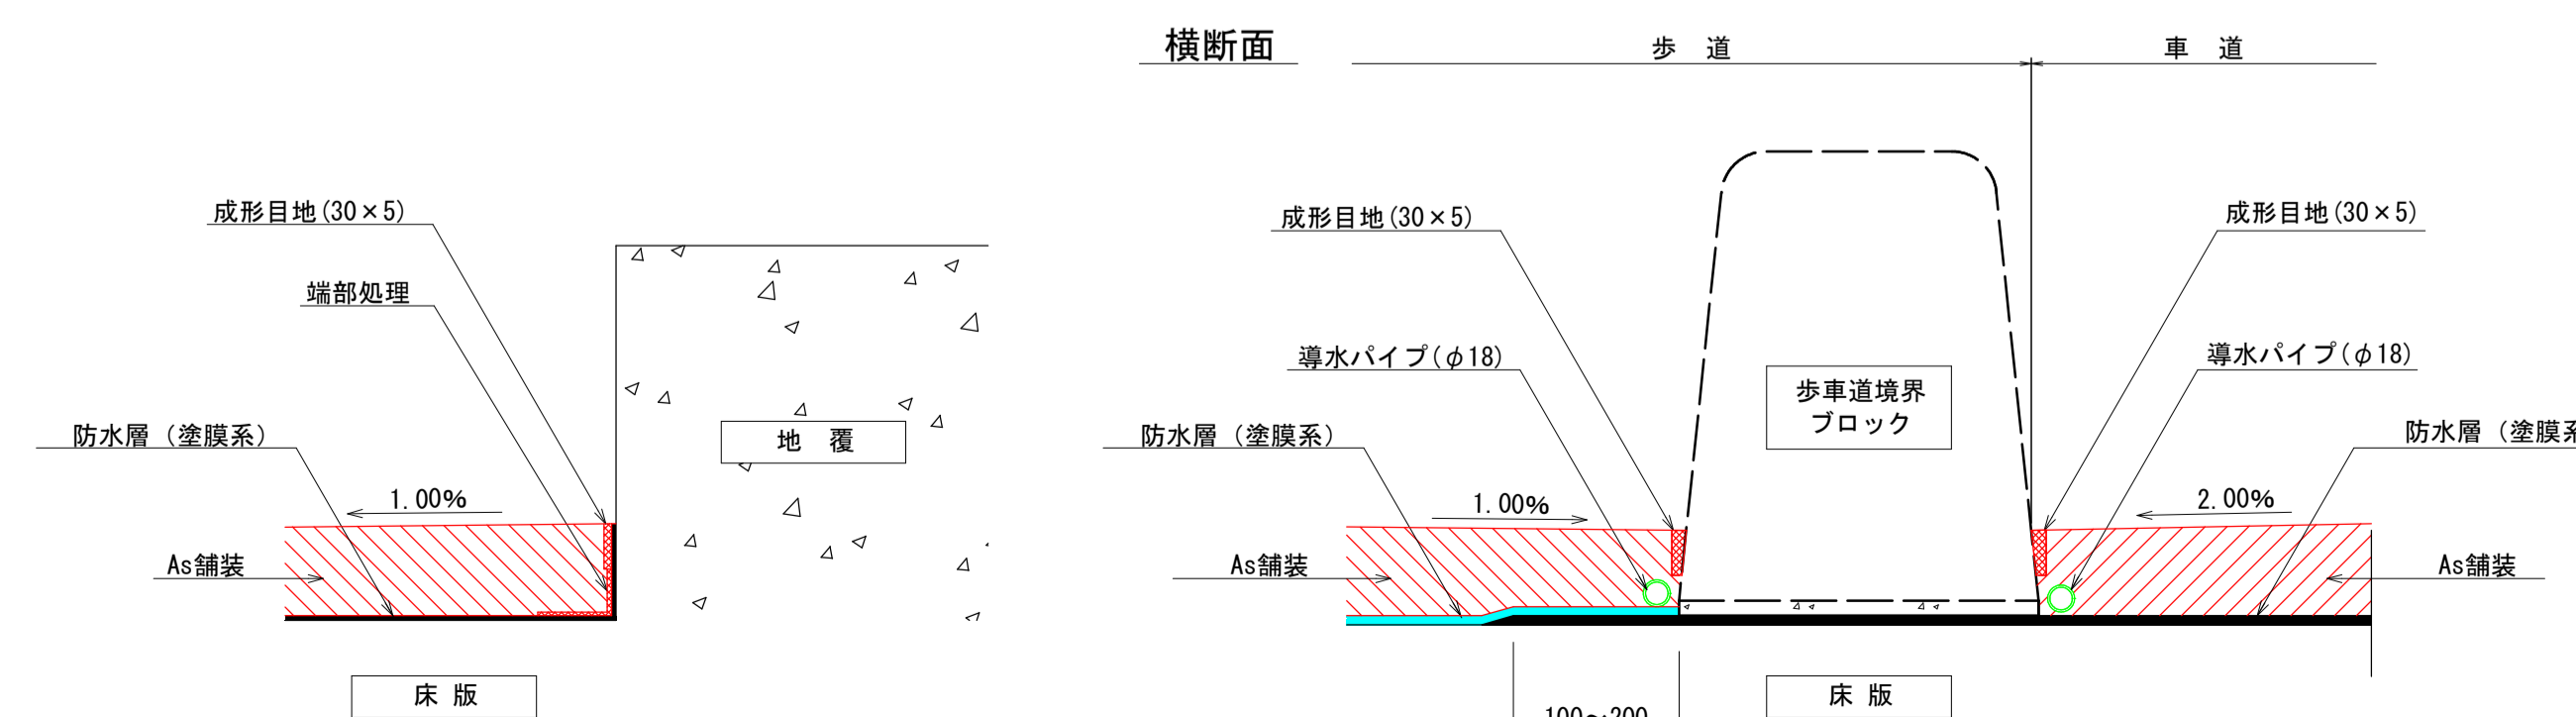 横断面
歩 道
車 道
成形目地(30×5)
端部処理
防水層（塗膜系）
1.00%
As舗装
地 覆
床 版
成形目地(30×5)
導水パイプ(φ18)
防水層（塗膜系）
1.00%
As舗装
歩車道境界
ブロック
成形目地(30×5)
導水パイプ(φ18)
防水層（塗膜系
2.00%
As舗装
床 版
100~200